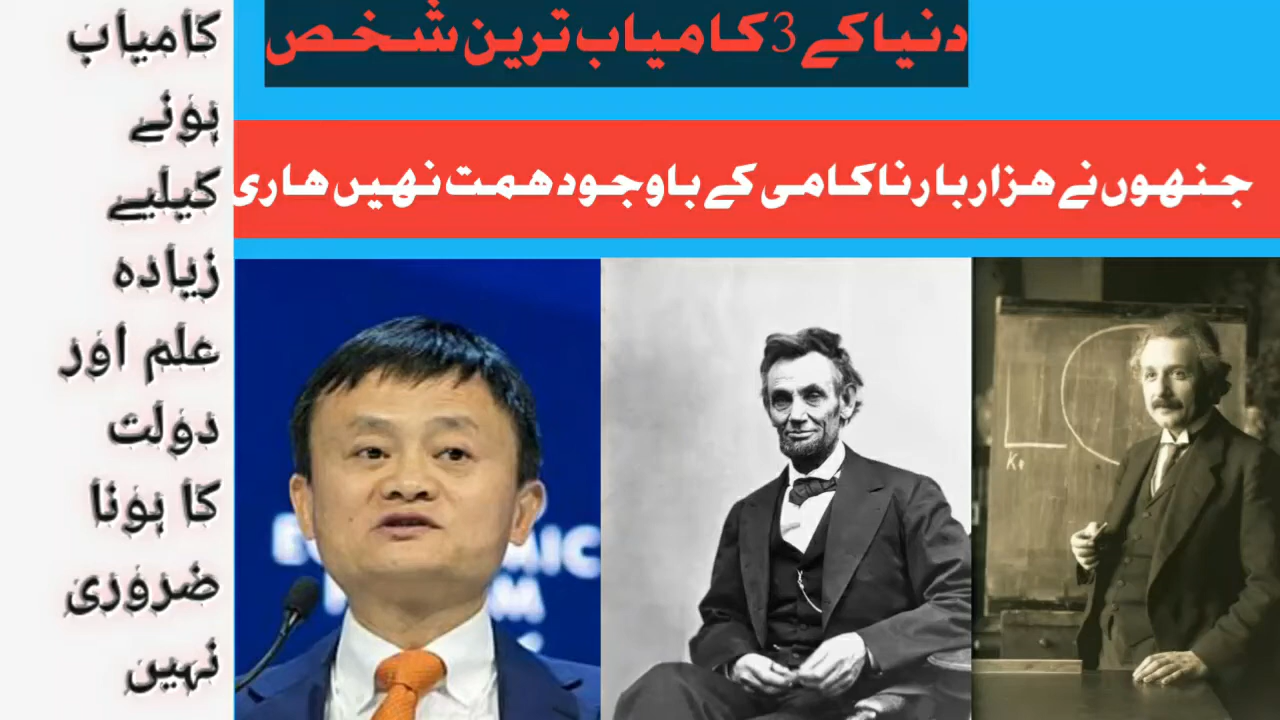 دنیا کے 3 کامیاب ترین شخص
جنھوں نے ھزار بار ناکامی کے باوجود ھمت نھیں ھاری
کامیاب
ہونے
کیلیے
زیادہ
علم اور
دولت
کا ہونا
ضروری
نہیں